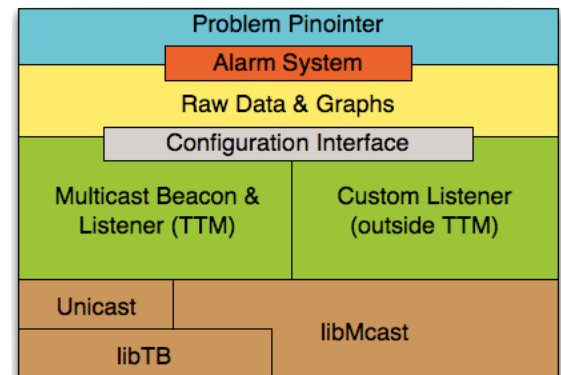 Problem Pinointer
Alarm System
Raw Data & Graphs
Configuration Interface
Multicast Beacon &
Listener (TTM)
Custom Listener
(outside TTM)
Unicast
libMcast
libTB